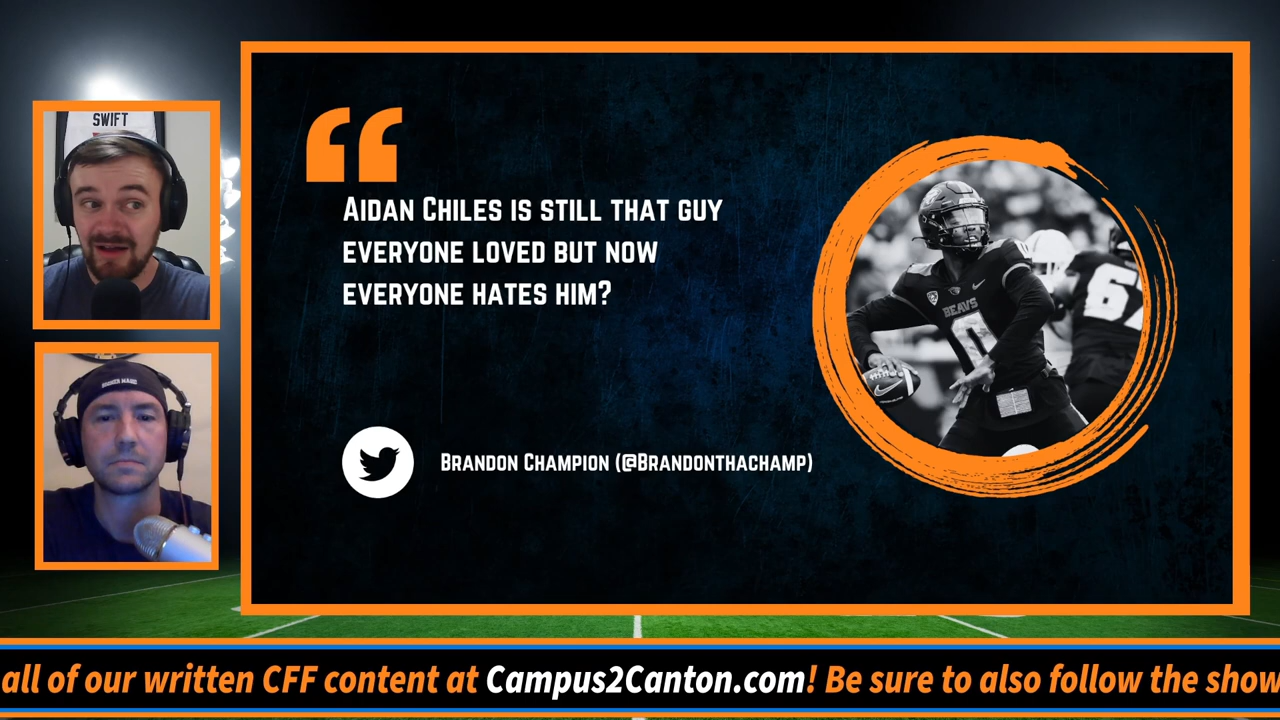 SWIFT
AIDAN CHILES IS STILL THAT GUY
EVERYONE LOVED BUT NOW
EVERYONE HATES HIM?
BRANDON CHAMPION (@BRANDONTHACHAMP)
BEAVS
0
all of our written CFF content at Campus2Canton.com! Be sure to also follow the show